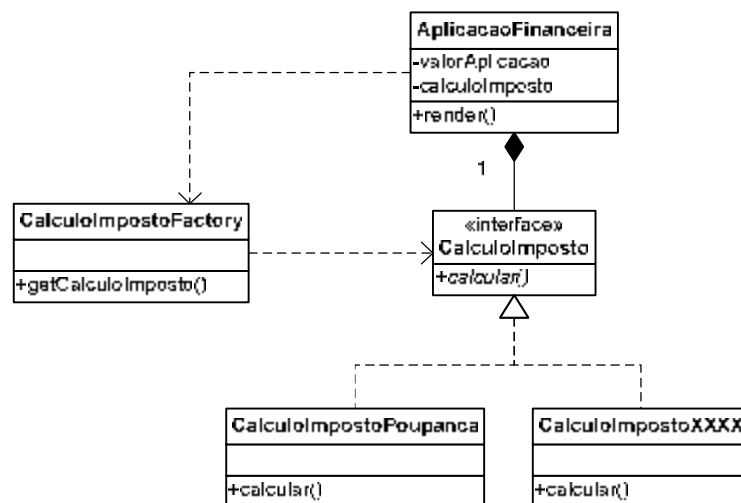 AplicacaoFinanceira
-valorAplicacao
-calculoImposto
+render()
1
CalculoImpostoFactory
+getCalculoImposto()
«interface»
CalculoImposto
+calcular()
CalculoImpostoPoupanca
+calcular()
CalculoImpostoXXXX
+calcular()